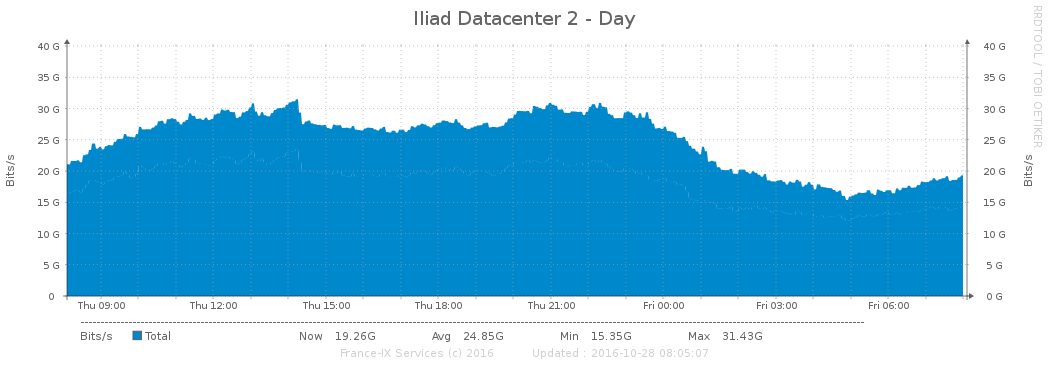 Iliad Datacenter 2 - Day
RRDTOOL / TOBI OETIKER
Bits/s
40 G
35 G
30 G
25 G
20 G
15 G
10 G
5 G
0
40 G
35 G
30 G
25 G
20 G
15 G
10 G
5 G
0 G
Bits/s
Thu 09:00 Thu 12:00 Thu 15:00 Thu 18:00 Thu 21:00 Fri 00:00 Fri 03:00 Fri 06:00
Bits/s Total Now 19.26G Avg 24.85G Min 15.35G Max 31.43G
France-IX Services (c) 2016 Updated : 2016-10-28 08:05:07